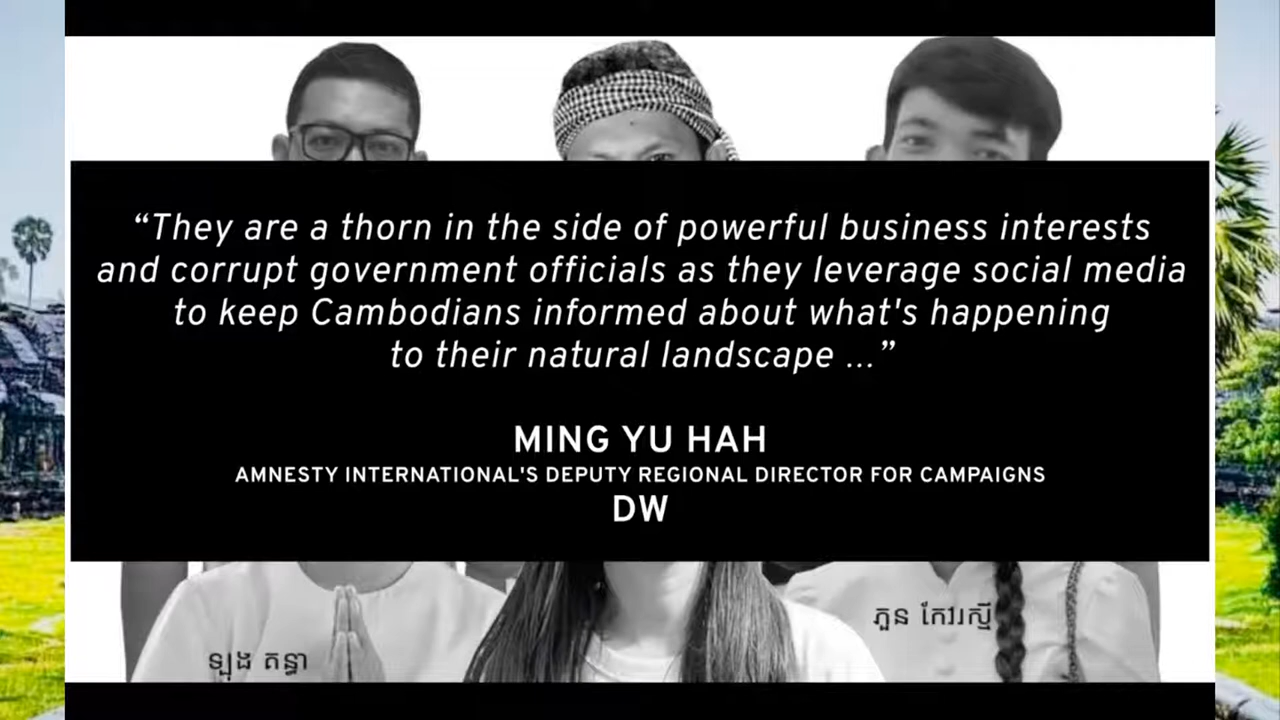 “They are a thorn in the side of powerful business interests
and corrupt government officials as they leverage social media
to keep Cambodians informed about what's happening
to their natural landscape ...”
MING YU HAH
AMNESTY INTERNATIONAL'S DEPUTY REGIONAL DIRECTOR FOR CAMPAIGNS
DW
ភួន កែវរស្មី
ឡុង គន្ធា